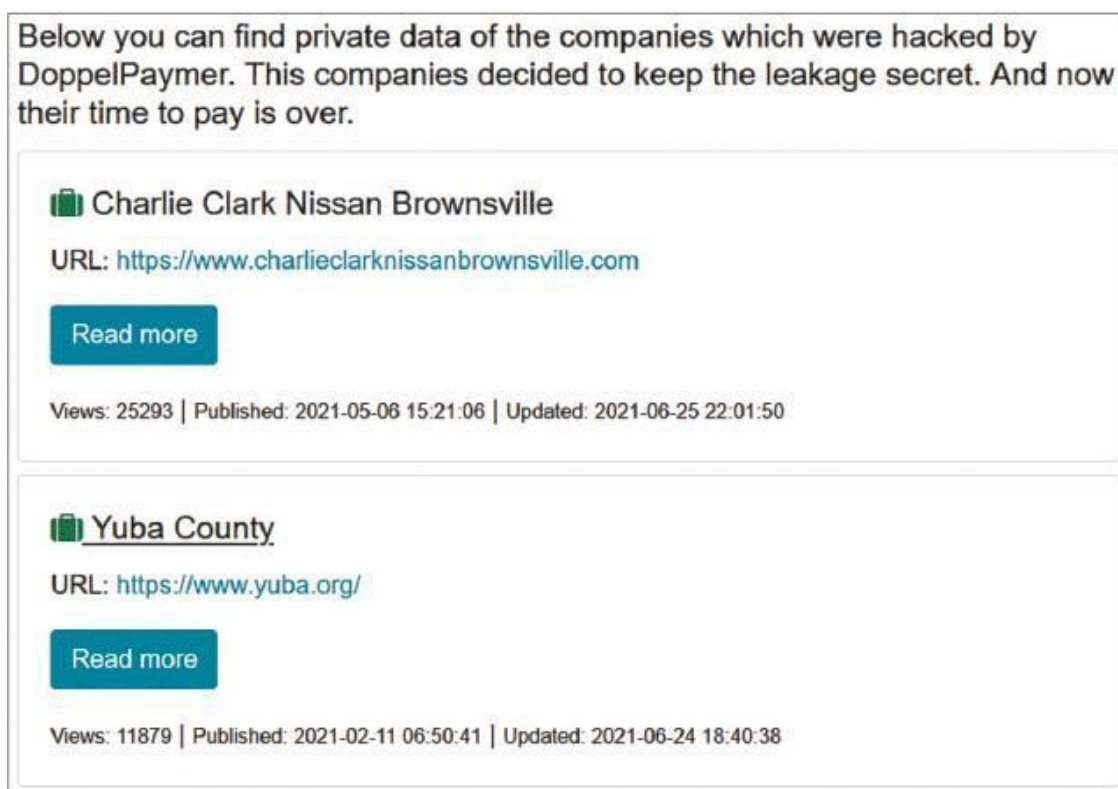 Below you can find private data of the companies which were hacked by
DoppelPaymer. This companies decided to keep the leakage secret. And now
their time to pay is over.
Charlie Clark Nissan Brownsville
URL: https://www.charlieclarknissanbrownsville.com
Read more
Views: 25293 | Published: 2021-05-06 15:21:06 | Updated: 2021-06-25 22:01:50
Yuba County
URL: https://www.yuba.org/
Read more
Views: 11879 | Published: 2021-02-11 06:50:41 | Updated: 2021-06-24 18:40:38